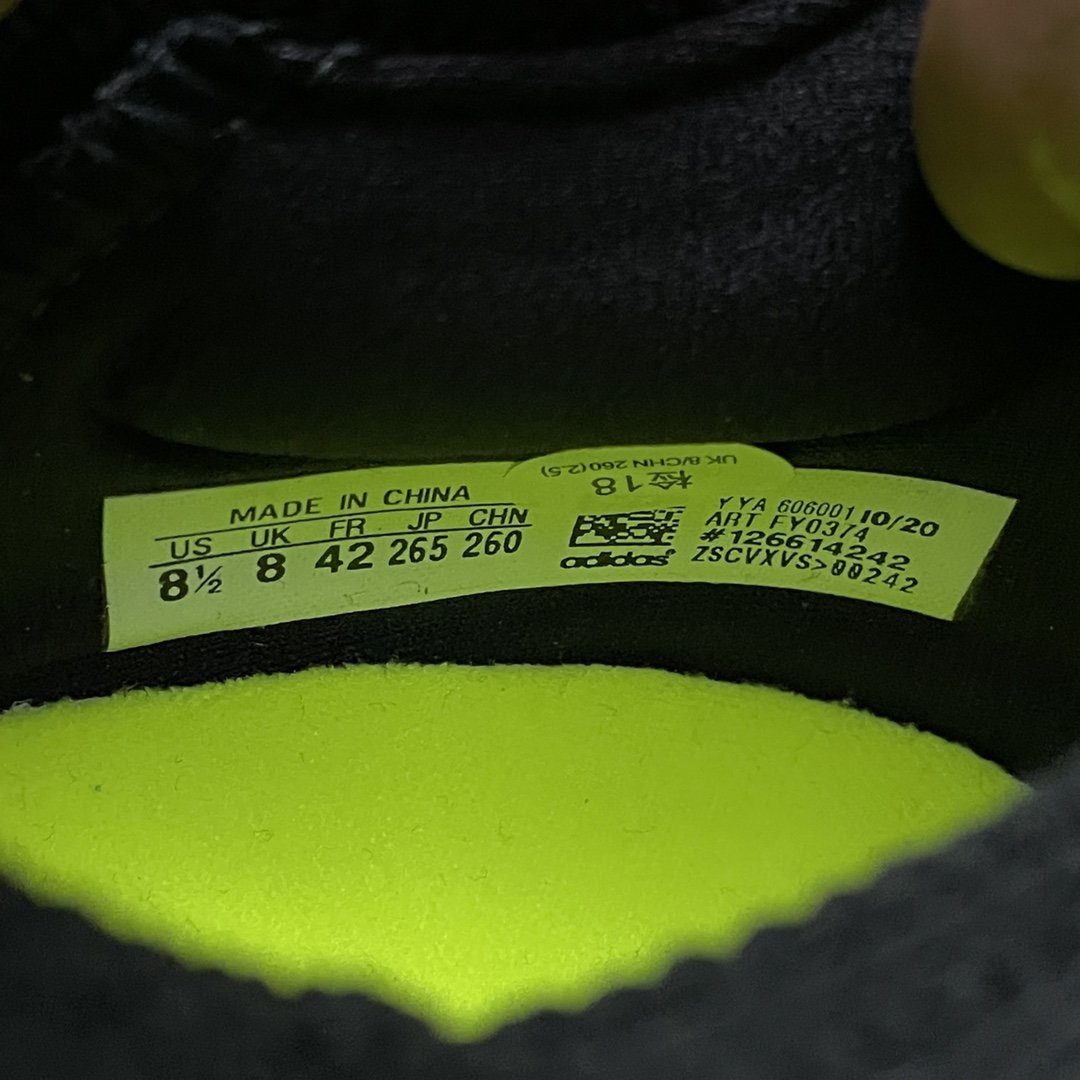 UK 8/CHN 260(2.5)
检18
MADE IN CHINA
US UK FR JP CHN
8½ 8 42 265 260
adidas
YYA 606001 10/20
ART FY0374
#126614242
ZSCVXVS>00242